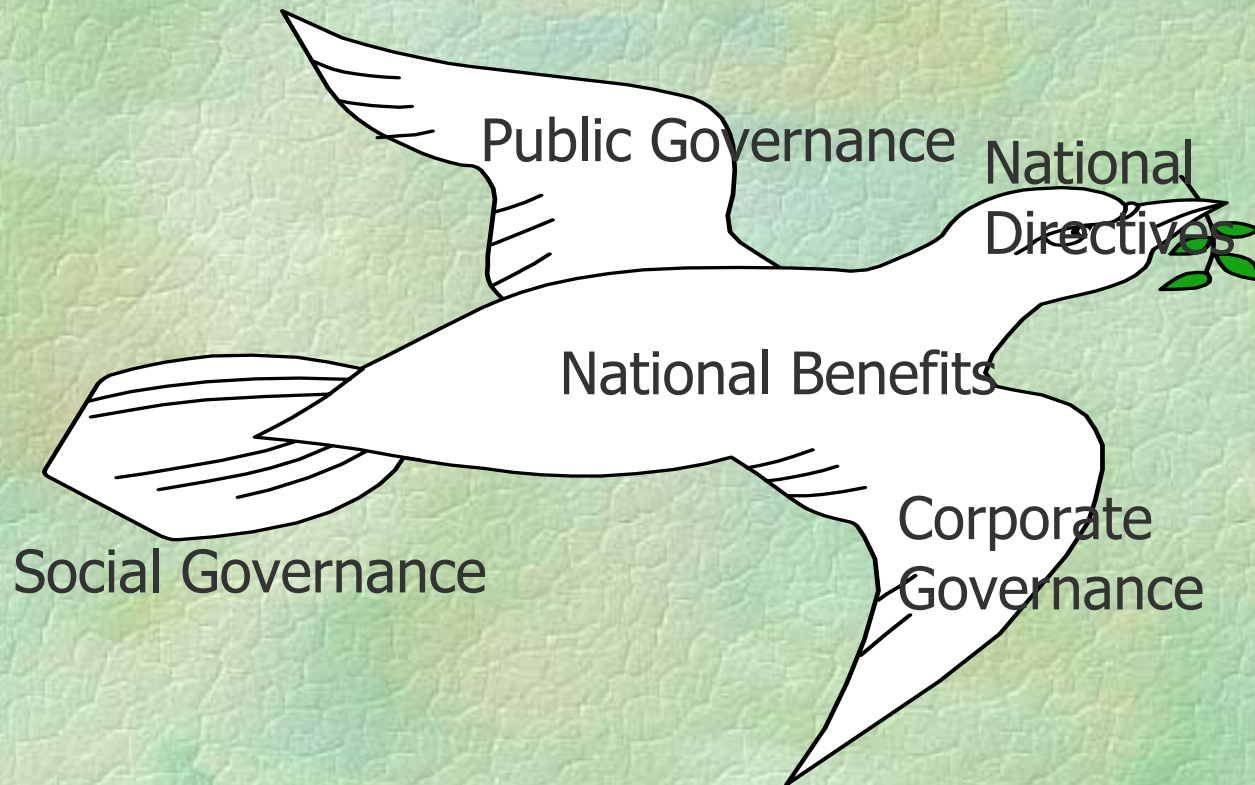 Public Governance
National
Directives
National Benefits
Corporate
Governance
Social Governance